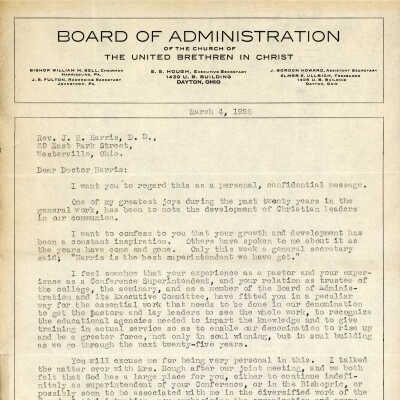 BOARD OF ADMINISTRATION
OF THE CHURCH OF
THE UNITED BRETHREN IN CHRIST
BISHOP WILLIAM M. BELL, CHAIRMAN
HARRISBURG, PA.
J. S. FULTON, RECORDING SECRETARY
JOHNSTOWN, PA.
S. S. HOUGH, EXECUTIVE SECRETARY
1420 U. B. BUILDING
DAYTON, OHIO
J. GORDON HOWARD, ASSISTANT SECRETARY
ELMER E. ULLRICH, TREASURER
1406 U. B. BUILDING
DAYTON, OHIO
March 4, 1929
Rev. J. H. Harris, D. D.,
80 East Park Street,
Westerville, Ohio.
Dear Doctor Harris:
I want you to regard this as a personal, confidential message.
One of my greatest joys during the past twenty years in the
general work, has been to note the development of Christian leaders
in our communion.
I want to confess to you that your growth and development has
been a constant inspiration. Others have spoken to me about it as
the years have come and gone. Only this week a general secretary
said, "Harris is the best superintendent we have got."
I feel somehow that your experience as a pastor and your exper-
ience as a Conference Superintendent, and your relation as trustee of
the college, the seminary, and as a member of the Board of Adminis-
tration and its Executive Committee, have fitted you in a peculiar
way for the essential work that needs to be done in our denomination
to get the pastors and lay leaders to see the whole work, to recognize
the educational agencies needed to impart the knowledge and to give
training in actual service so as to enable our denomination to rise up
and be a greater force, not only in soul winning, but in soul building
as we go through the next twenty-five years.
You will excuse me for being very personal in this. I talked
the matter over with Mrs. Hough after our joint meeting, and we both
felt that God has a large place for you, either to continue indef-
initely as superintendent of your Conference, or in the Bishopric, or
possibly soon to be associated with me in the diversified work of the